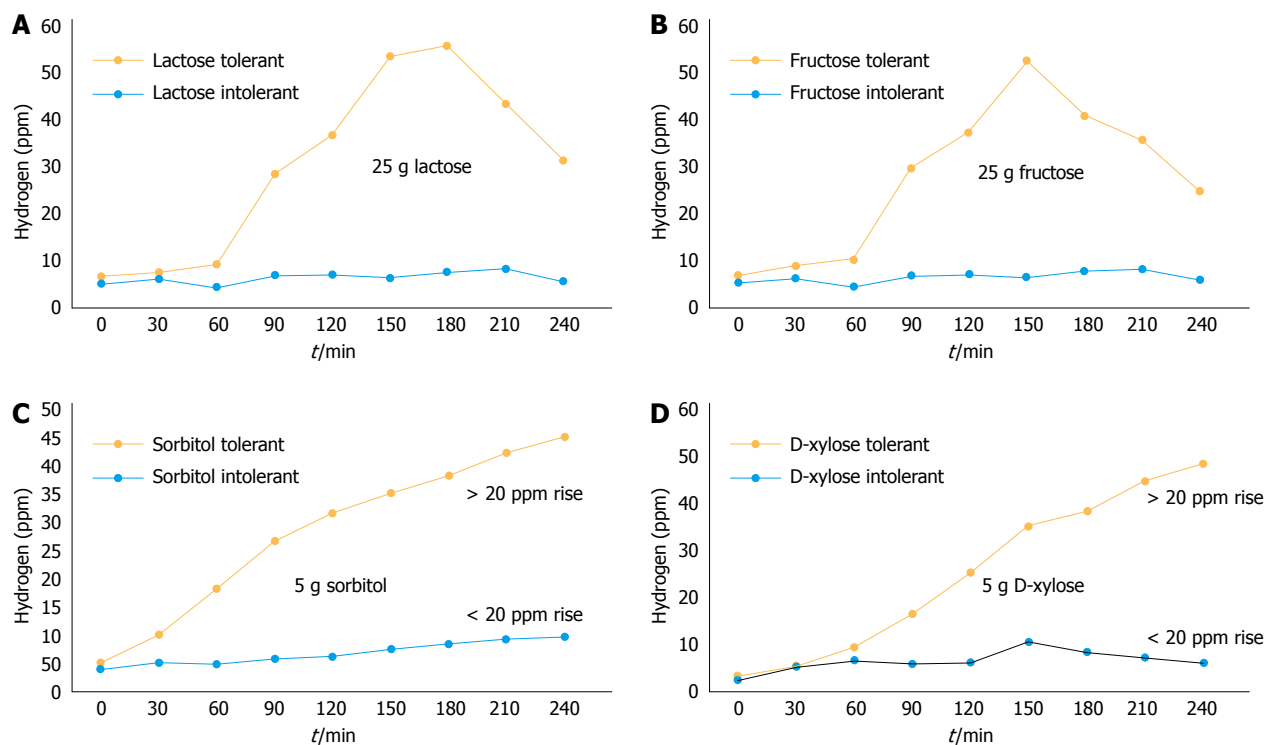 A
60
50
40
30
20
10
0
Hydrogen (ppm)
Lactose tolerant
Lactose intolerant
25 g lactose
0 30 60 90 120 150 180 210 240
t/min
B
60
50
40
30
20
10
0
Hydrogen (ppm)
Fructose tolerant
Fructose intolerant
25 g fructose
0 30 60 90 120 150 180 210 240
t/min
C
50
45
40
35
30
25
20
15
10
50
0
Hydrogen (ppm)
Sorbitol tolerant
Sorbitol intolerant
> 20 ppm rise
5 g sorbitol
< 20 ppm rise
0 30 60 90 120 150 180 210 240
t/min
D
60
50
40
30
20
10
0
Hydrogen (ppm)
D-xylose tolerant
D-xylose intolerant
> 20 ppm rise
5 g D-xylose
< 20 ppm rise
0 30 60 90 120 150 180 210 240
t/min